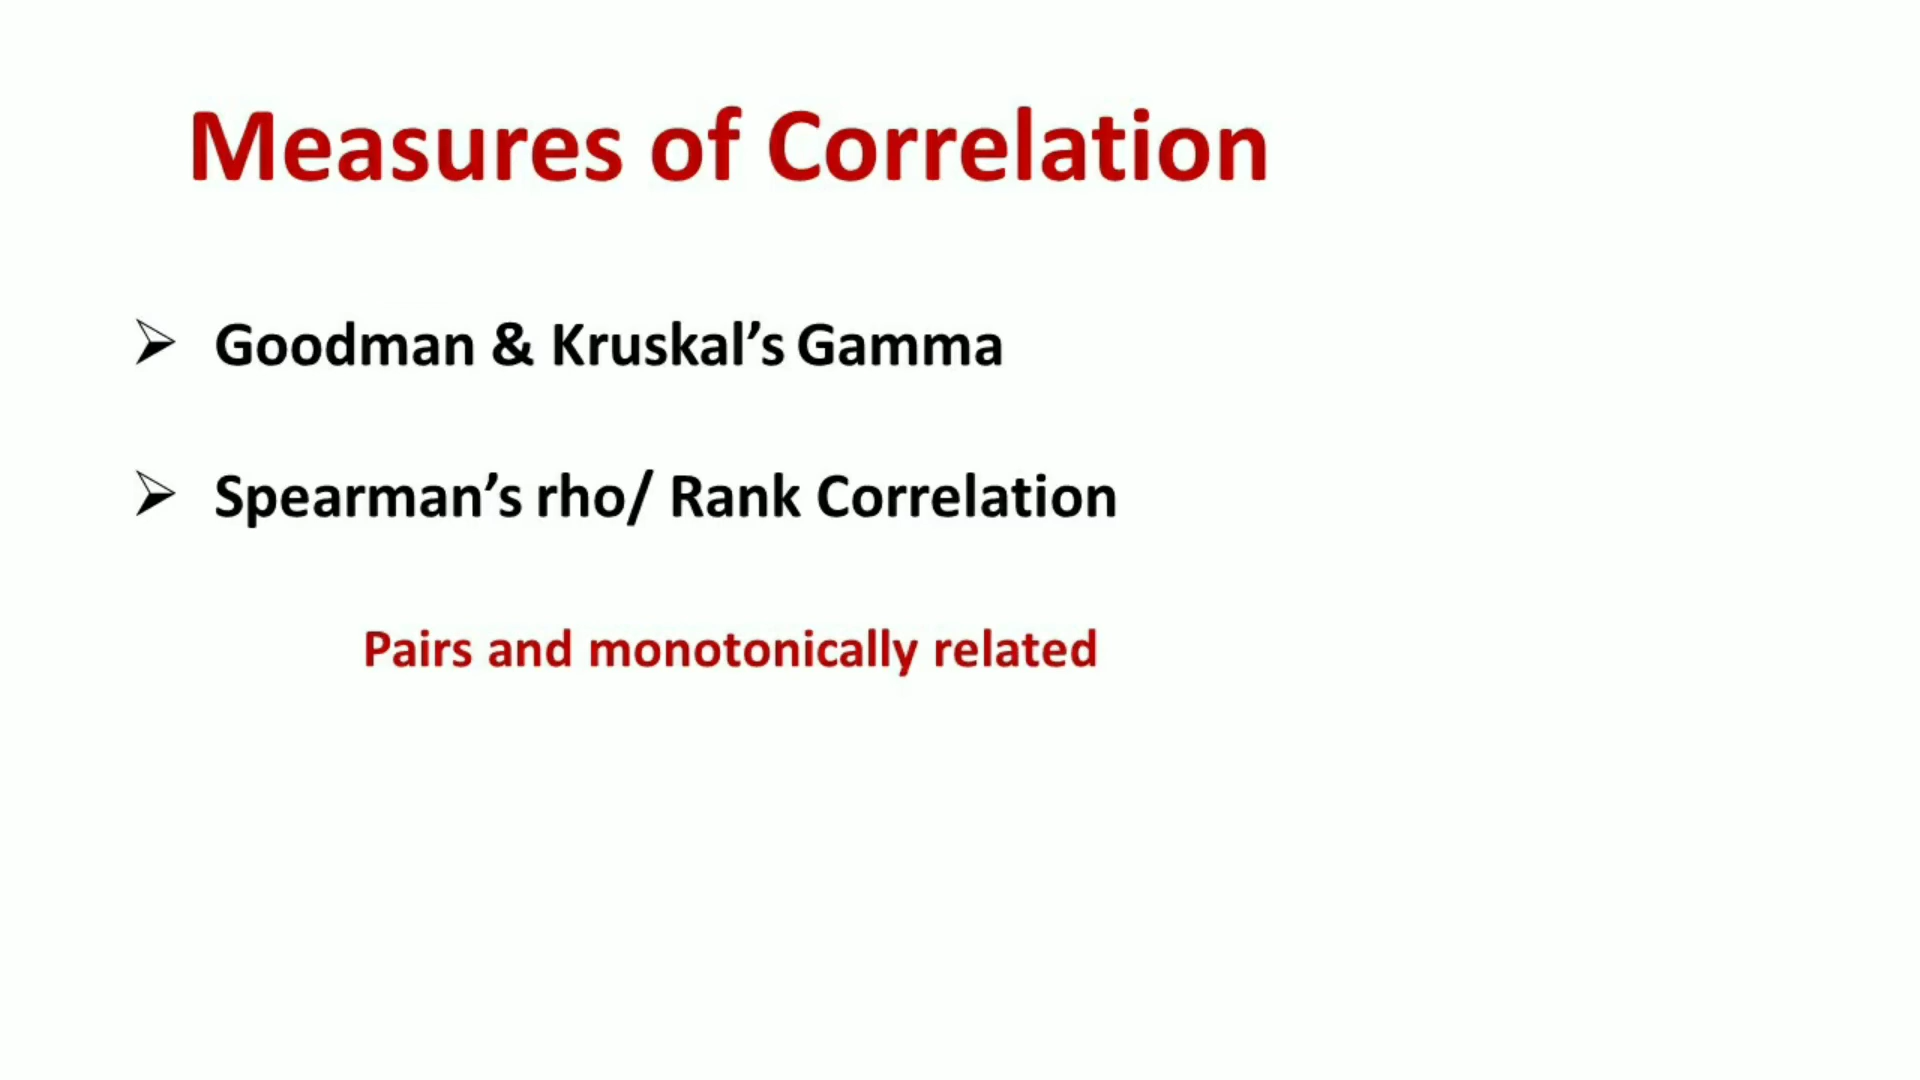 Measures of Correlation
Goodman & Kruskal’s Gamma
Spearman’s rho/ Rank Correlation
Pairs and monotonically related